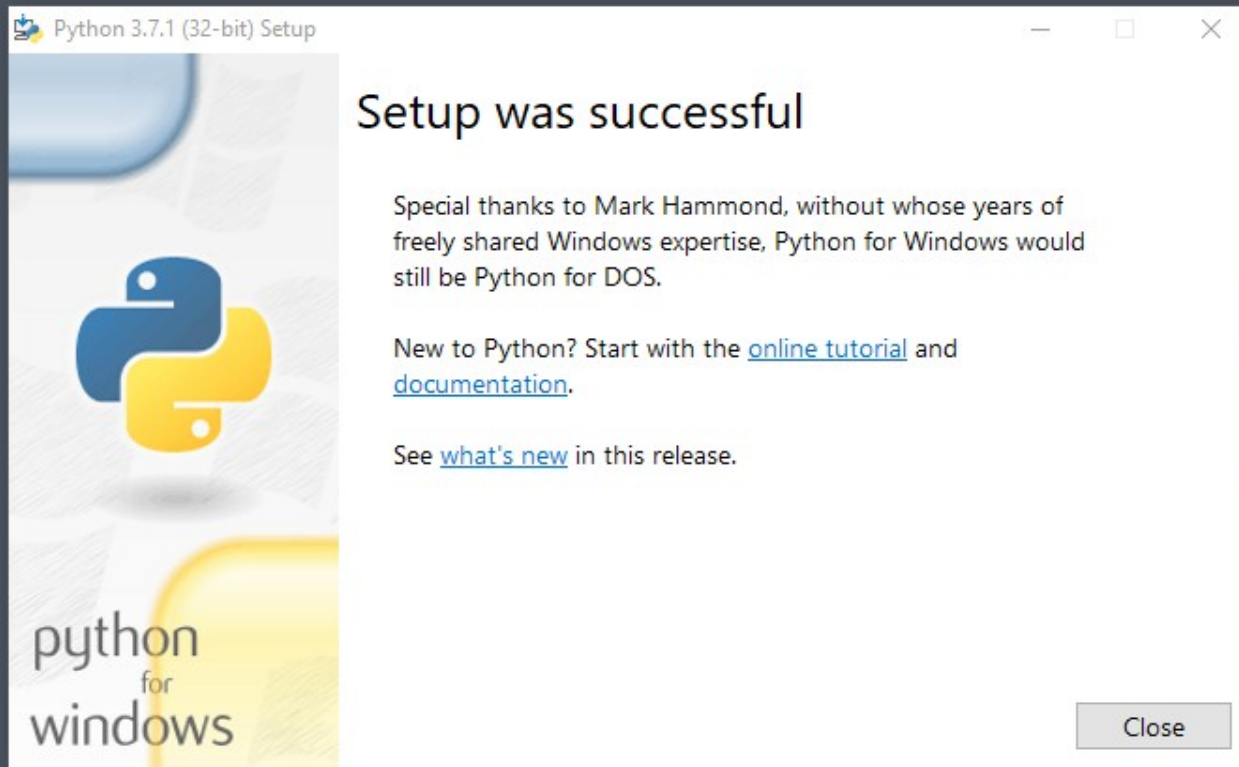 Python 3.7.1 (32-bit) Setup
Setup was successful
Special thanks to Mark Hammond, without whose years of
freely shared Windows expertise, Python for Windows would
still be Python for DOS.
New to Python? Start with the online tutorial and
documentation.
See what's new in this release.
python
for
windows
Close